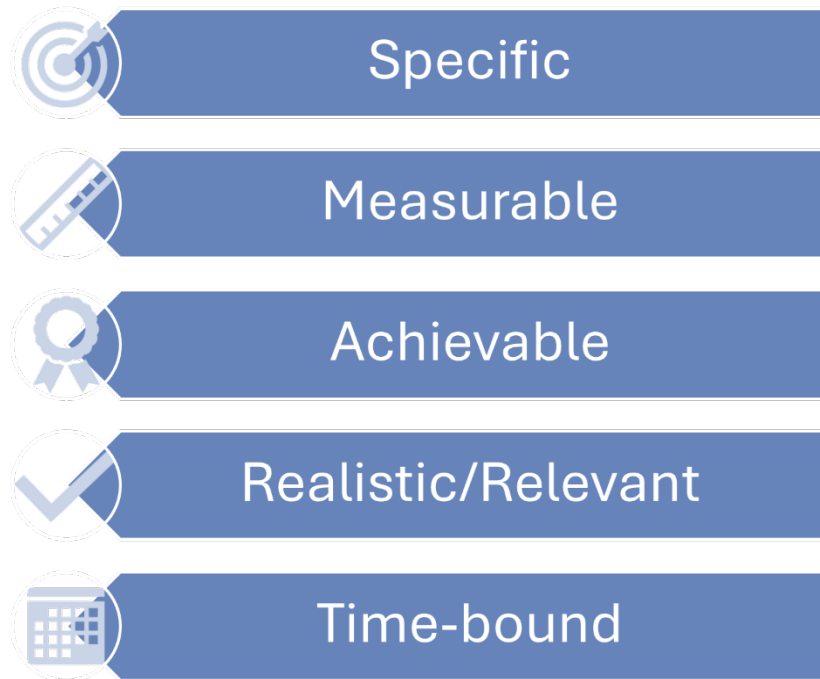 Specific
Measurable
Achievable
Realistic/Relevant
Time-bound